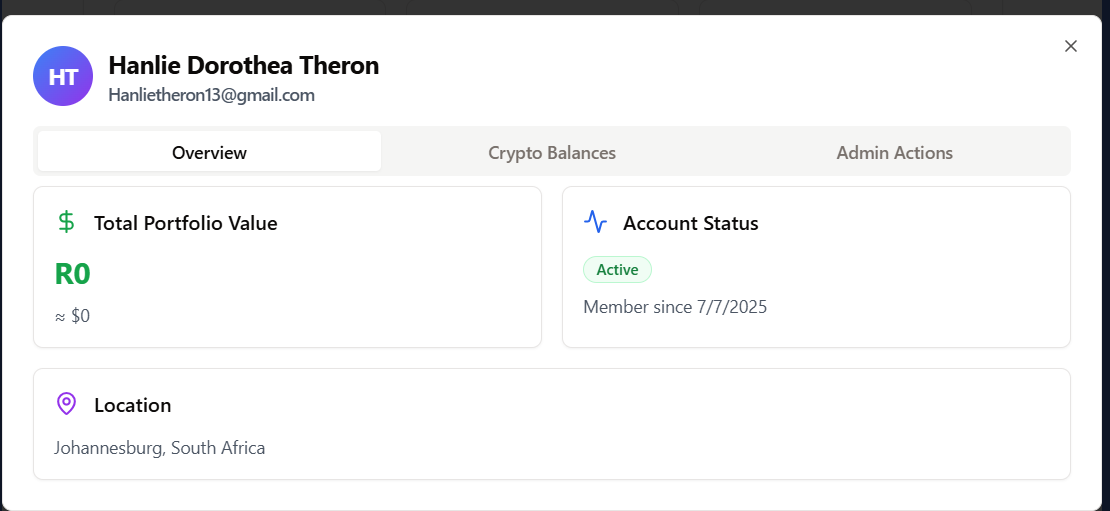 HT
Hanlie Dorothea Theron
Hanlietheron13@gmail.com
Overview
Crypto Balances
Admin Actions
Total Portfolio Value
R0
≈ $0
Account Status
Active
Member since 7/7/2025
Location
Johannesburg, South Africa